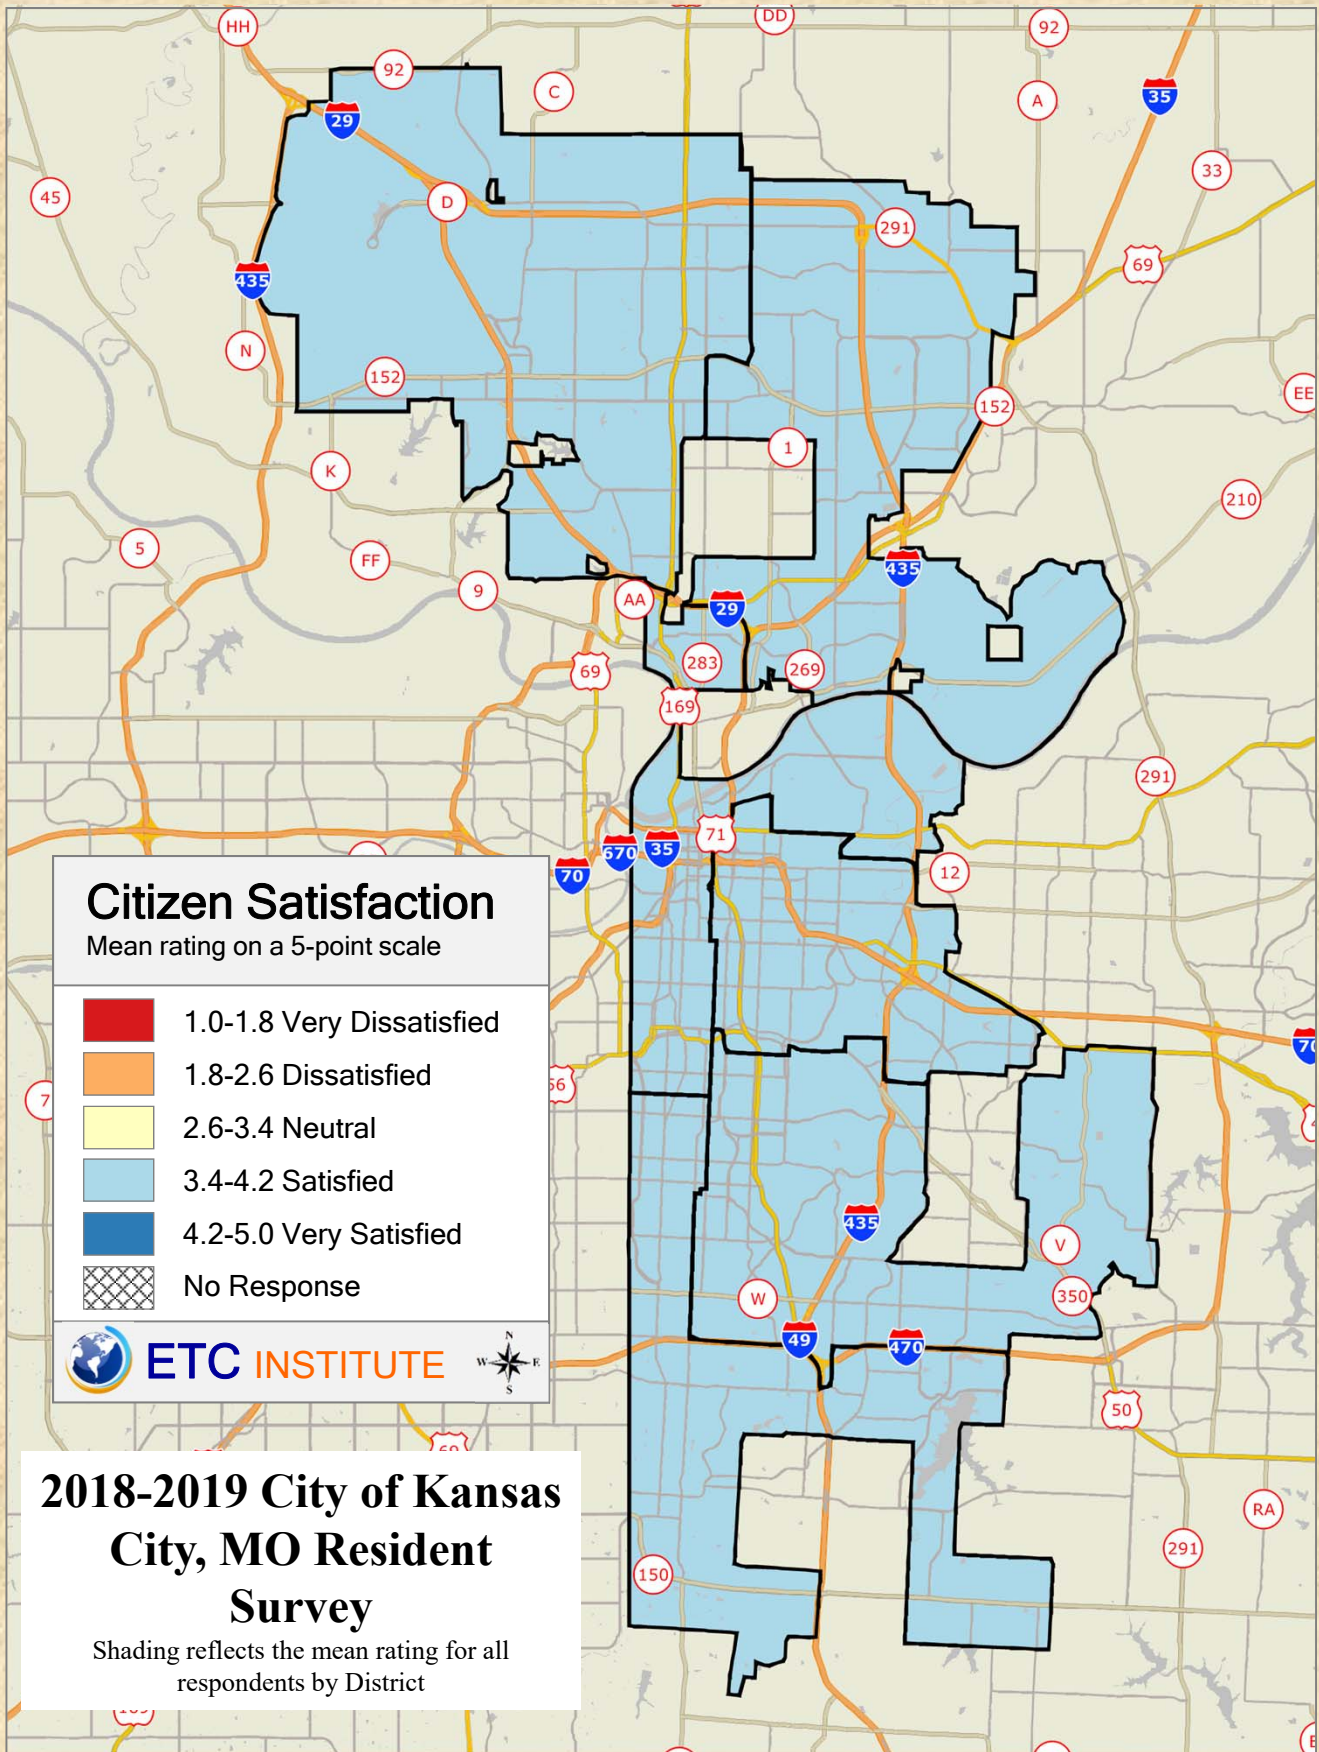 HH
DD
92
92
C
A
35
29
33
45
D
291
69
435
N
152
EE
152
1
K
210
5
FF
435
9
AA
29
283
269
69
169
291
71
670
35
70
12
Citizen Satisfaction
Mean rating on a 5-point scale
1.0-1.8 Very Dissatisfied
1.8-2.6 Dissatisfied
2.6-3.4 Neutral
3.4-4.2 Satisfied
4.2-5.0 Very Satisfied
No Response
ETC INSTITUTE
N
W E
S
70
7
435
V
W
350
49
470
50
2018-2019 City of Kansas
City, MO Resident
Survey
Shading reflects the mean rating for all
respondents by District
RA
291
150